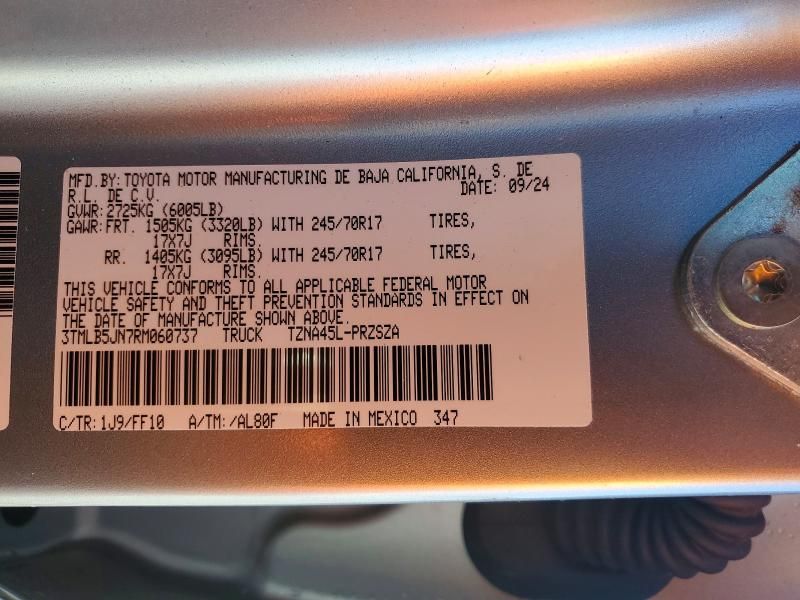 MFD.BY:TOYOTA MOTOR MANUFACTURING DE BAJA CALIFORNIA, S. DE
R.L. DE C.V. DATE: 09/24
GVWR: 2725KG (6005LB)
GAWR:FRT. 1505KG (3320LB) WITH 245/70R17 TIRES,
17X7J RIMS.
RR. 1405KG (3095LB) WITH 245/70R17 TIRES,
17X7J RIMS.
THIS VEHICLE CONFORMS TO ALL APPLICABLE FEDERAL MOTOR
VEHICLE SAFETY AND THEFT PREVENTION STANDARDS IN EFFECT ON
THE DATE OF MANUFACTURE SHOWN ABOVE.
3TMLB5JN7RM060737 TRUCK TZNA45L-PRZSZA
C/TR: 1J9/FF10 A/TM: /AL80F MADE IN MEXICO 347